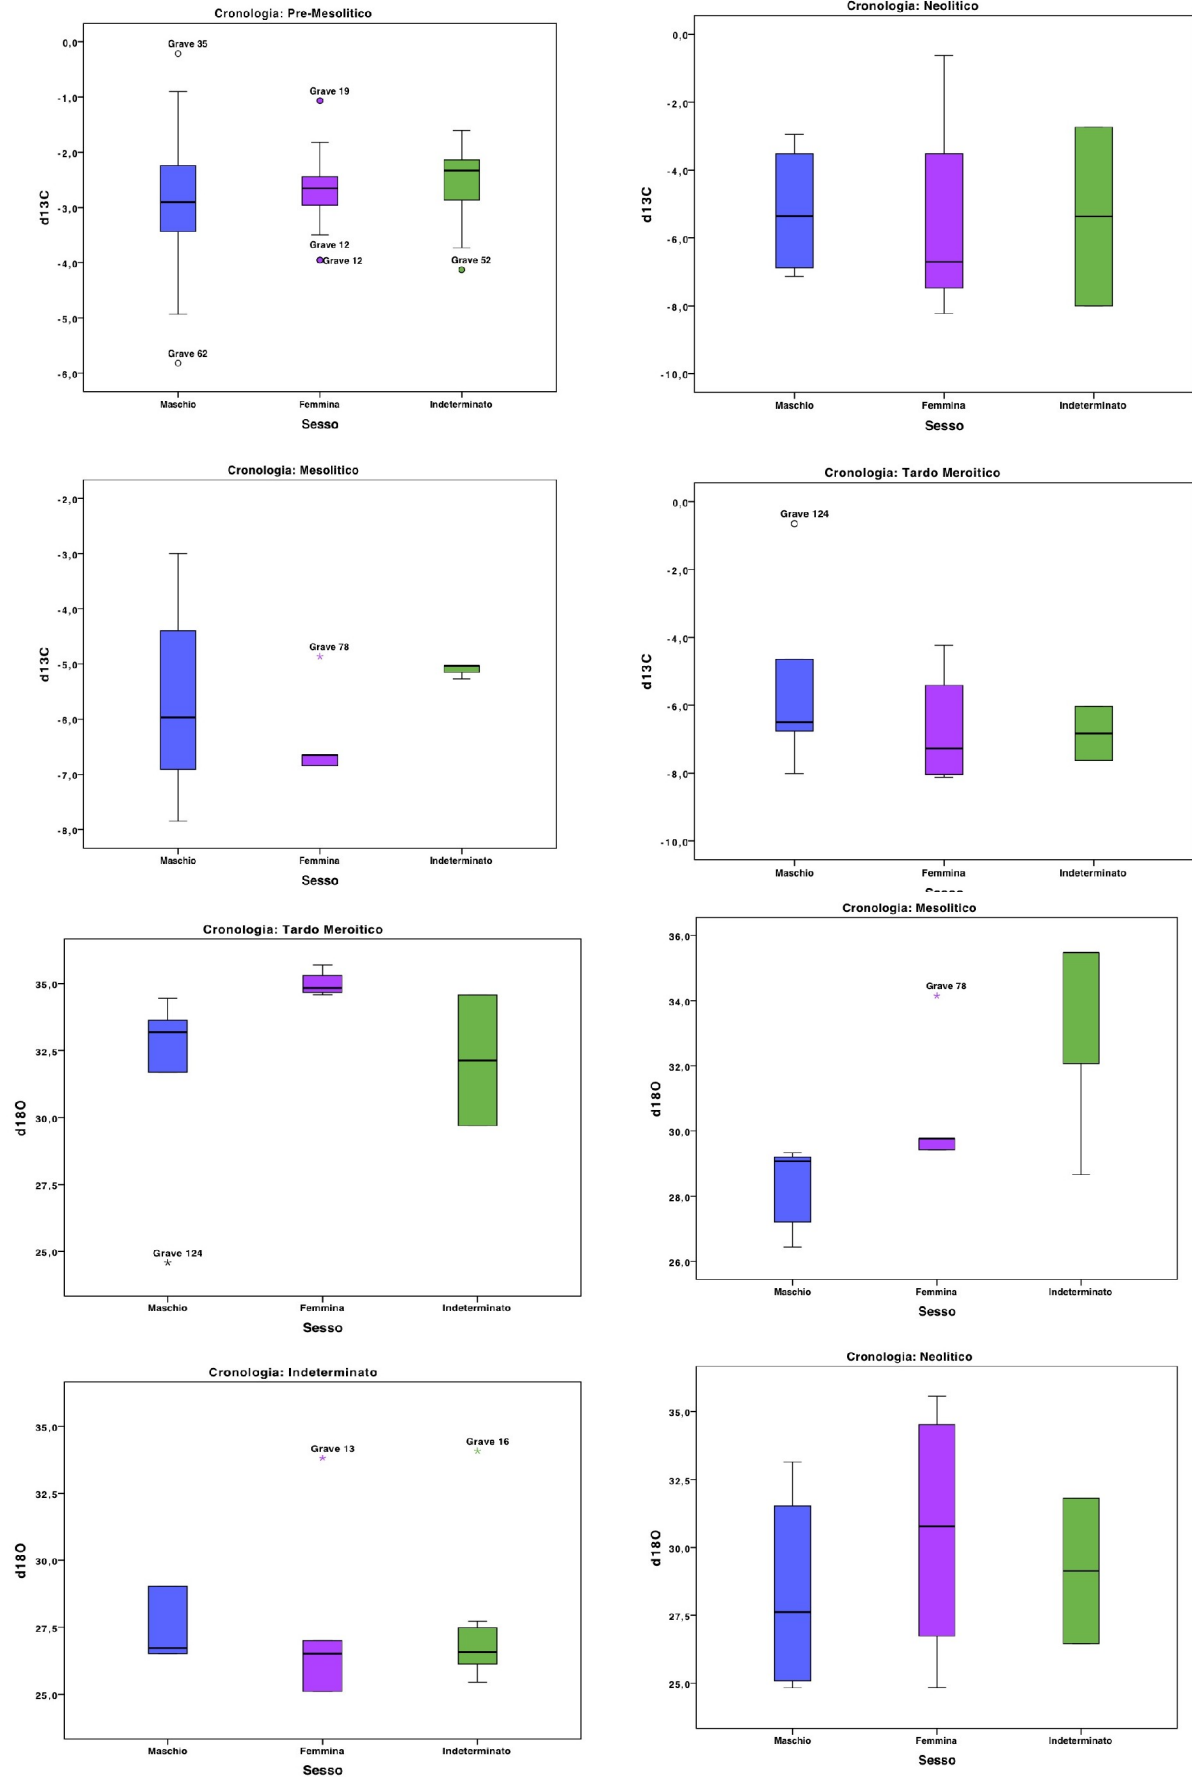 Cronologia: Pre-Mesolitico
0,0
-1,0
-2,0
-3,0
-4,0
-5,0
-6,0
d13C
Grave 35
Grave 19
Grave 12
Grave 12
Grave 52
Grave 62
Maschio Femmina Indeterminato
Sesso
Cronologia: Neolitico
0,0
-2,0
-4,0
-6,0
-8,0
-10,0
d13C
Maschio Femmina Indeterminato
Sesso
Cronologia: Mesolitico
-2,0
-3,0
-4,0
-5,0
-6,0
-7,0
-8,0
d13C
Grave 78
Maschio Femmina Indeterminato
Sesso
Cronologia: Tardo Meroitico
0,0
-2,0
-4,0
-6,0
-8,0
-10,0
d13C
Grave 124
Maschio Femmina Indeterminato
Cronologia: Tardo Meroitico
35,0
32,5
30,0
27,5
25,0
d18O
Grave 124
Maschio Femmina Indeterminato
Sesso
Cronologia: Mesolitico
36,0
34,0
32,0
30,0
28,0
26,0
d18O
Grave 78
Maschio Femmina Indeterminato
Sesso
Cronologia: Indeterminato
35,0
32,5
30,0
27,5
25,0
d18O
Grave 13
Grave 16
Maschio Femmina Indeterminato
Sesso
Cronologia: Neolitico
35,0
32,5
30,0
27,5
25,0
d18O
Maschio Femmina Indeterminato
Sesso